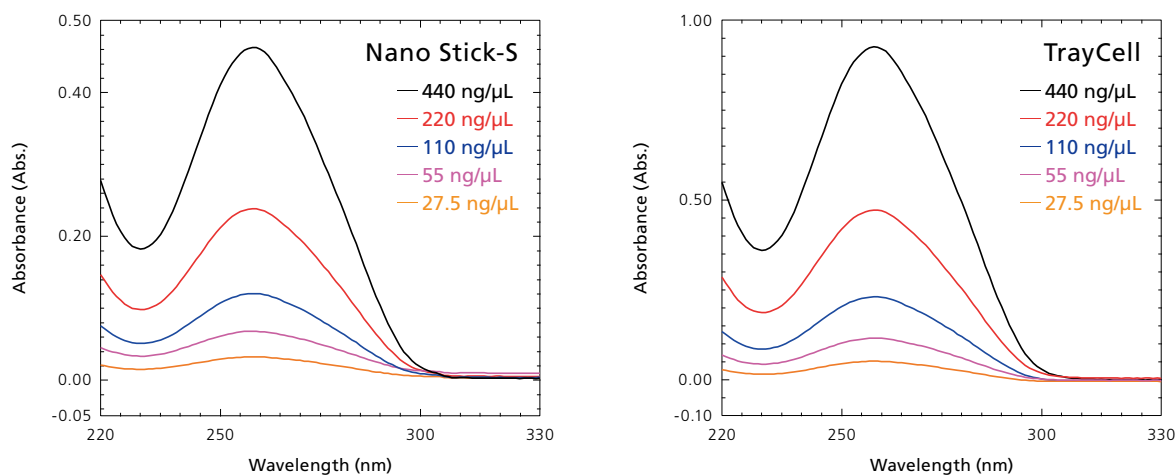 Nano Stick-S
440 ng/µL
220 ng/µL
110 ng/µL
55 ng/µL
27.5 ng/µL
0.50
0.40
0.20
0.00
-0.05
220
250
300
330
Absorbance (Abs.)
Wavelength (nm)
TrayCell
440 ng/µL
220 ng/µL
110 ng/µL
55 ng/µL
27.5 ng/µL
1.00
0.50
0.00
-0.10
220
250
300
330
Absorbance (Abs.)
Wavelength (nm)